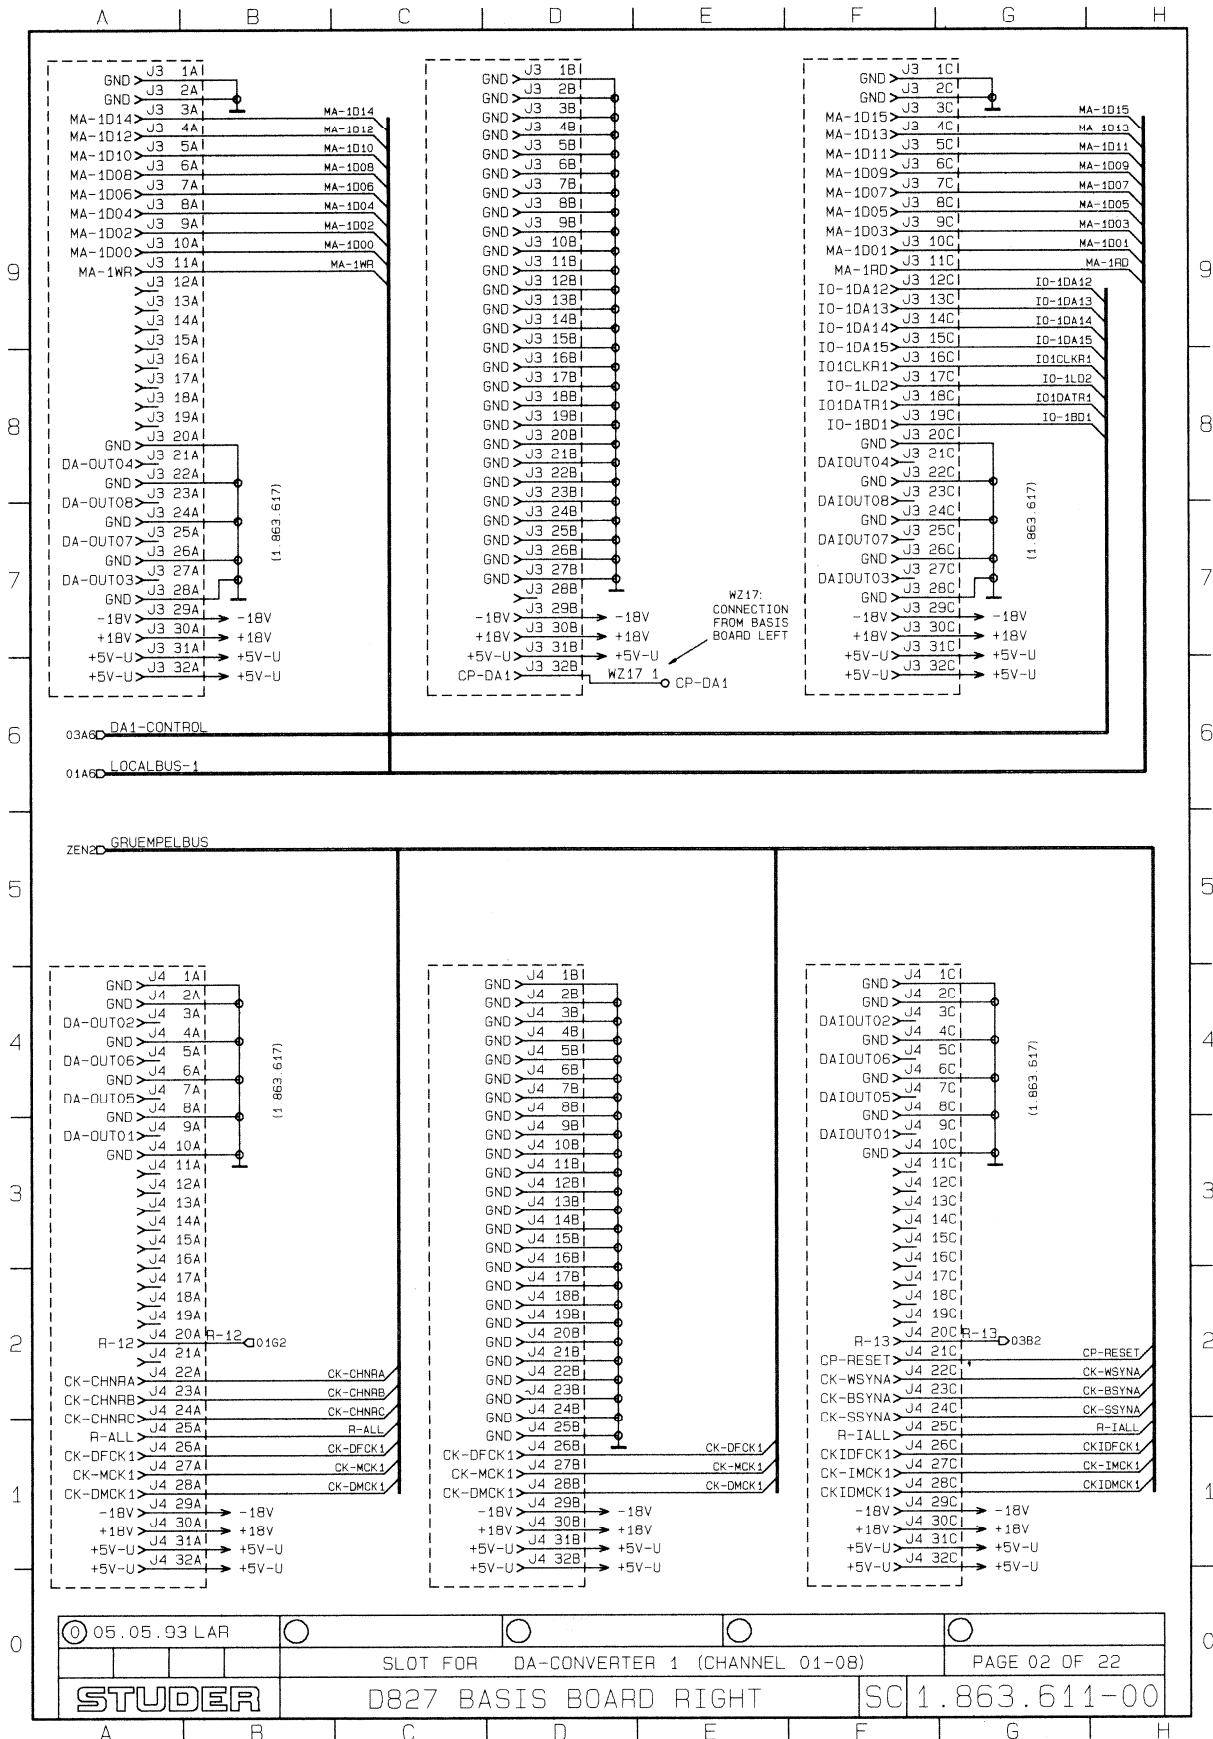 A B C D E F G H
J3 1A
GND
J3 2A
GND
J3 3A
MA-1D14 MA-1D14
J3 4A
MA-1D12 MA-1D12
J3 5A
MA-1D10 MA-1D10
J3 6A
MA-1D08 MA-1D08
J3 7A
MA-1D06 MA-1D06
J3 8A
MA-1D04 MA-1D04
J3 9A
MA-1D02 MA-1D02
J3 10A
MA-1D00 MA-1D00
J3 11A
MA-1WR MA-1WR
J3 12A
J3 13A
J3 14A
J3 15A
J3 16A
J3 17A
J3 18A
J3 19A
J3 20A
GND
J3 21A
DA-OUT04
J3 22A
GND
J3 23A
DA-OUT08
J3 24A
GND
J3 25A
DA-OUT07
J3 26A
GND
J3 27A
DA-OUT03
J3 28A
GND
J3 29A
-18V -18V
J3 30A
+18V +18V
J3 31A
+5V-U +5V-U
J3 32A
+5V-U +5V-U
(1.863.617)
J3 1B
GND
J3 2B
GND
J3 3B
GND
J3 4B
GND
J3 5B
GND
J3 6B
GND
J3 7B
GND
J3 8B
GND
J3 9B
GND
J3 10B
GND
J3 11B
GND
J3 12B
GND
J3 13B
GND
J3 14B
GND
J3 15B
GND
J3 16B
GND
J3 17B
GND
J3 18B
GND
J3 19B
GND
J3 20B
GND
J3 21B
GND
J3 22B
GND
J3 23B
GND
J3 24B
GND
J3 25B
GND
J3 26B
GND
J3 27B
GND
J3 28B
J3 29B
-18V -18V
J3 30B
+18V +18V
J3 31B
+5V-U +5V-U
J3 32B
CP-DA1 WZ17 1 CP-DA1
WZ17:
CONNECTION
FROM BASIS
BOARD LEFT
J3 1C
GND
J3 2C
GND
J3 3C
MA-1D15 MA-1D15
J3 4C
MA-1D13 MA-1D13
J3 5C
MA-1D11 MA-1D11
J3 6C
MA-1D09 MA-1D09
J3 7C
MA-1D07 MA-1D07
J3 8C
MA-1D05 MA-1D05
J3 9C
MA-1D03 MA-1D03
J3 10C
MA-1D01 MA-1D01
J3 11C
MA-1RD MA-1RD
J3 12C
IO-1DA12 IO-1DA12
J3 13C
IO-1DA13 IO-1DA13
J3 14C
IO-1DA14 IO-1DA14
J3 15C
IO-1DA15 IO-1DA15
J3 16C
IO1CLKR1 IO1CLKR1
J3 17C
IO-1LD2 IO-1LD2
J3 18C
IO1DATR1 IO1DATR1
J3 19C
IO-1BD1 IO-1BD1
J3 20C
GND
J3 21C
DAIOUT04
J3 22C
GND
J3 23C
DAIOUT08
J3 24C
GND
J3 25C
DAIOUT07
J3 26C
GND
J3 27C
DAIOUT03
J3 28C
GND
J3 29C
-18V -18V
J3 30C
+18V +18V
J3 31C
+5V-U +5V-U
J3 32C
+5V-U +5V-U
(1.863.617)
9 9
8 8
7 7
6 6
03A6 DA1-CONTROL
01A6 LOCALBUS-1
ZEN2 GRUEMPELBUS
5 5
J4 1A
GND
J4 2A
GND
J4 3A
DA-OUT02
J4 4A
GND
J4 5A
DA-OUT06
J4 6A
GND
J4 7A
DA-OUT05
J4 8A
GND
J4 9A
DA-OUT01
J4 10A
GND
J4 11A
J4 12A
J4 13A
J4 14A
J4 15A
J4 16A
J4 17A
J4 18A
J4 19A
J4 20A
R-12 R-12 01G2
J4 21A
J4 22A
CK-CHNRA CK-CHNRA
J4 23A
CK-CHNRB CK-CHNRB
J4 24A
CK-CHNRC CK-CHNRC
J4 25A
R-ALL R-ALL
J4 26A
CK-DFCK1 CK-DFCK1
J4 27A
CK-MCK1 CK-MCK1
J4 28A
CK-DMCK1 CK-DMCK1
J4 29A
-18V -18V
J4 30A
+18V +18V
J4 31A
+5V-U +5V-U
J4 32A
+5V-U +5V-U
(1.863.617)
J4 1B
GND
J4 2B
GND
J4 3B
GND
J4 4B
GND
J4 5B
GND
J4 6B
GND
J4 7B
GND
J4 8B
GND
J4 9B
GND
J4 10B
GND
J4 11B
GND
J4 12B
GND
J4 13B
GND
J4 14B
GND
J4 15B
GND
J4 16B
GND
J4 17B
GND
J4 18B
GND
J4 19B
GND
J4 20B
GND
J4 21B
GND
J4 22B
GND
J4 23B
GND
J4 24B
GND
J4 25B
GND
J4 26B
CK-DFCK1 CK-DFCK1
J4 27B
CK-MCK1 CK-MCK1
J4 28B
CK-DMCK1 CK-DMCK1
J4 29B
-18V -18V
J4 30B
+18V +18V
J4 31B
+5V-U +5V-U
J4 32B
+5V-U +5V-U
J4 1C
GND
J4 2C
GND
J4 3C
DAIOUT02
J4 4C
GND
J4 5C
DAIOUT06
J4 6C
GND
J4 7C
DAIOUT05
J4 8C
GND
J4 9C
DAIOUT01
J4 10C
GND
J4 11C
J4 12C
J4 13C
J4 14C
J4 15C
J4 16C
J4 17C
J4 18C
J4 19C
J4 20C
R-13 R-13 03B2
J4 21C
CP-RESET CP-RESET
J4 22C
CK-WSYNA CK-WSYNA
J4 23C
CK-BSYNA CK-BSYNA
J4 24C
CK-SSYNA CK-SSYNA
J4 25C
R-IALL R-IALL
J4 26C
CKIDFCK1 CKIDFCK1
J4 27C
CK-IMCK1 CK-IMCK1
J4 28C
CKIDMCK1 CKIDMCK1
J4 29C
-18V -18V
J4 30C
+18V +18V
J4 31C
+5V-U +5V-U
J4 32C
+5V-U +5V-U
(1.863.617)
4 4
3 3
2 2
1 1
0 0
0 05.05.93 LAR
SLOT FOR DA-CONVERTER 1 (CHANNEL 01-08) PAGE 02 OF 22
STUDER D827 BASIS BOARD RIGHT SC 1.863.611-00
A B C D E F G H